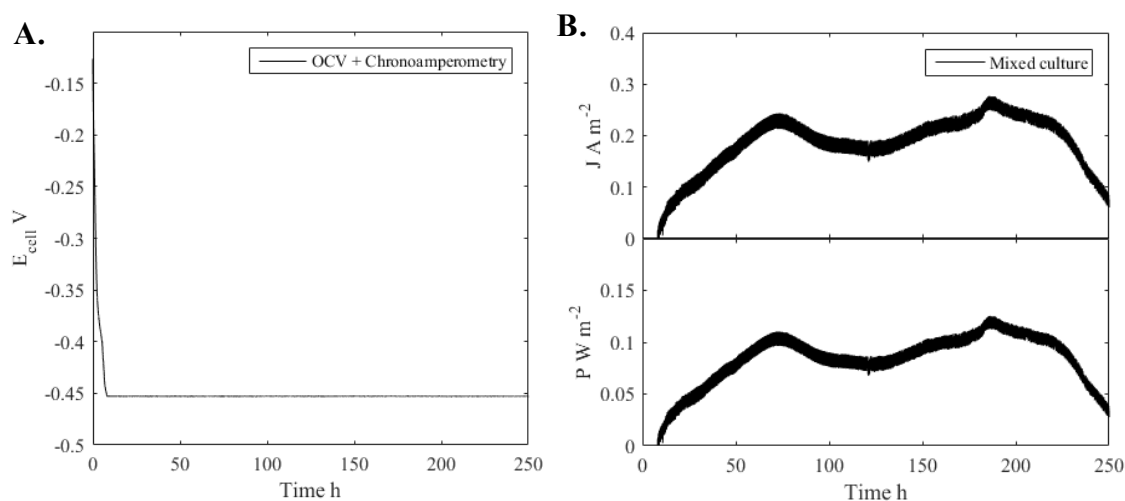 A.
OCV + Chronoamperometry
-0.15
-0.2
-0.25
-0.3
-0.35
-0.4
-0.45
-0.5
E_cell V
0 50 100 150 200 250
Time h
B.
Mixed culture
0.4
0.3
0.2
0.1
0
J A m⁻²
0.15
0.1
0.05
0
P W m⁻²
0 50 100 150 200 250
Time h